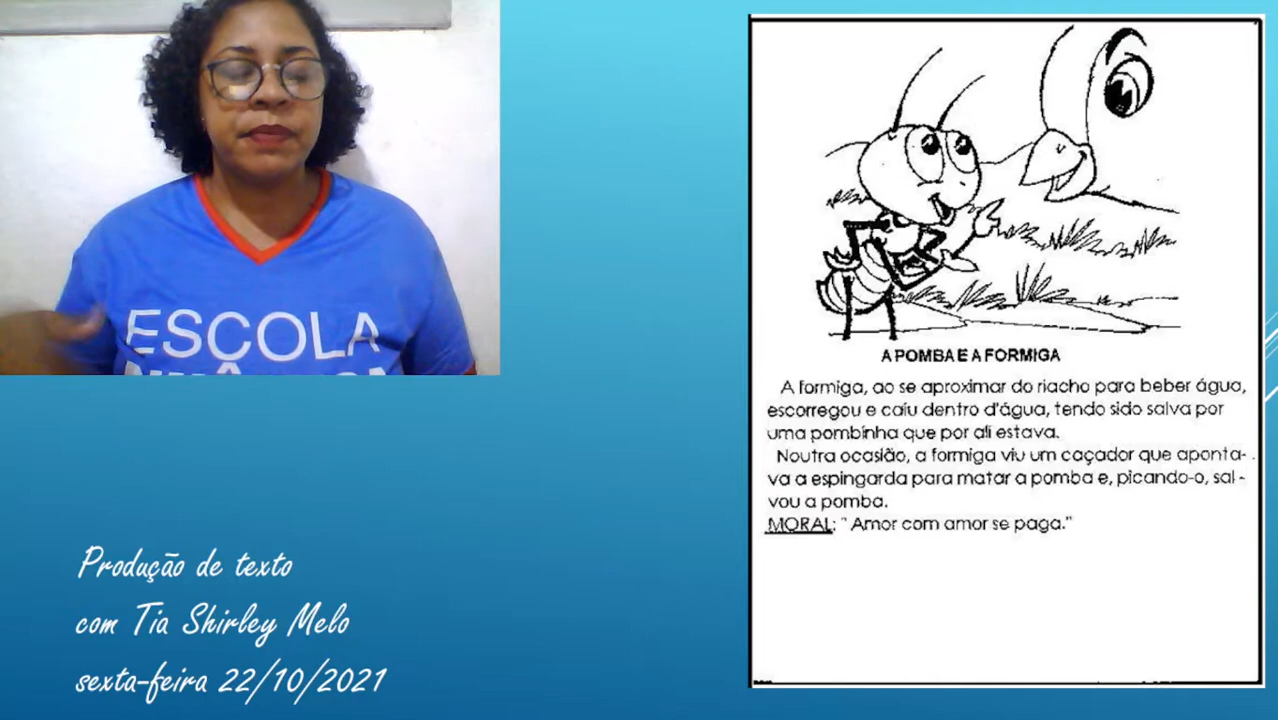 ESCOLA
A POMBA E A FORMIGA
A formiga, ao se aproximar do riacho para beber água,
escorregou e caiu dentro d'água, tendo sido salva por
uma pombinha que por ali estava.
Noutra ocasião, a formiga viu um caçador que aponta-
va a espingarda para matar a pomba e, picando-o, sal-
vou a pomba.
MORAL: "Amor com amor se paga."
Produção de texto
com Tia Shirley Melo
sexta-feira 22/10/2021